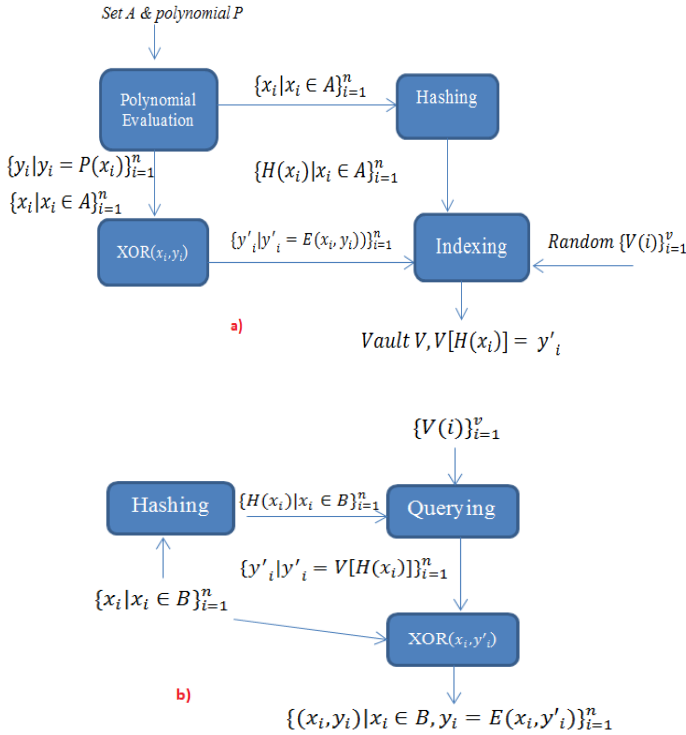 Set A & polynomial P
Polynomial
Evaluation
{x_i|x_i ∈ A}_{i=1}^n
Hashing
{y_i|y_i = P(x_i)}_{i=1}^n
{x_i|x_i ∈ A}_{i=1}^n
{H(x_i)|x_i ∈ A}_{i=1}^n
XOR(x_i,y_i)
{y'_i|y'_i = E(x_i, y_i))}_{i=1}^n
Indexing
Random {V(i)}_{i=1}^v
a)
Vault V, V[H(x_i)] = y'_i
{V(i)}_{i=1}^v
Hashing
{H(x_i)|x_i ∈ B}_{i=1}^n
Querying
{y'_i|y'_i = V[H(x_i)]}_{i=1}^n
{x_i|x_i ∈ B}_{i=1}^n
XOR(x_i,y'_i)
b)
{(x_i, y_i)|x_i ∈ B, y_i = E(x_i, y'_i)}_{i=1}^n